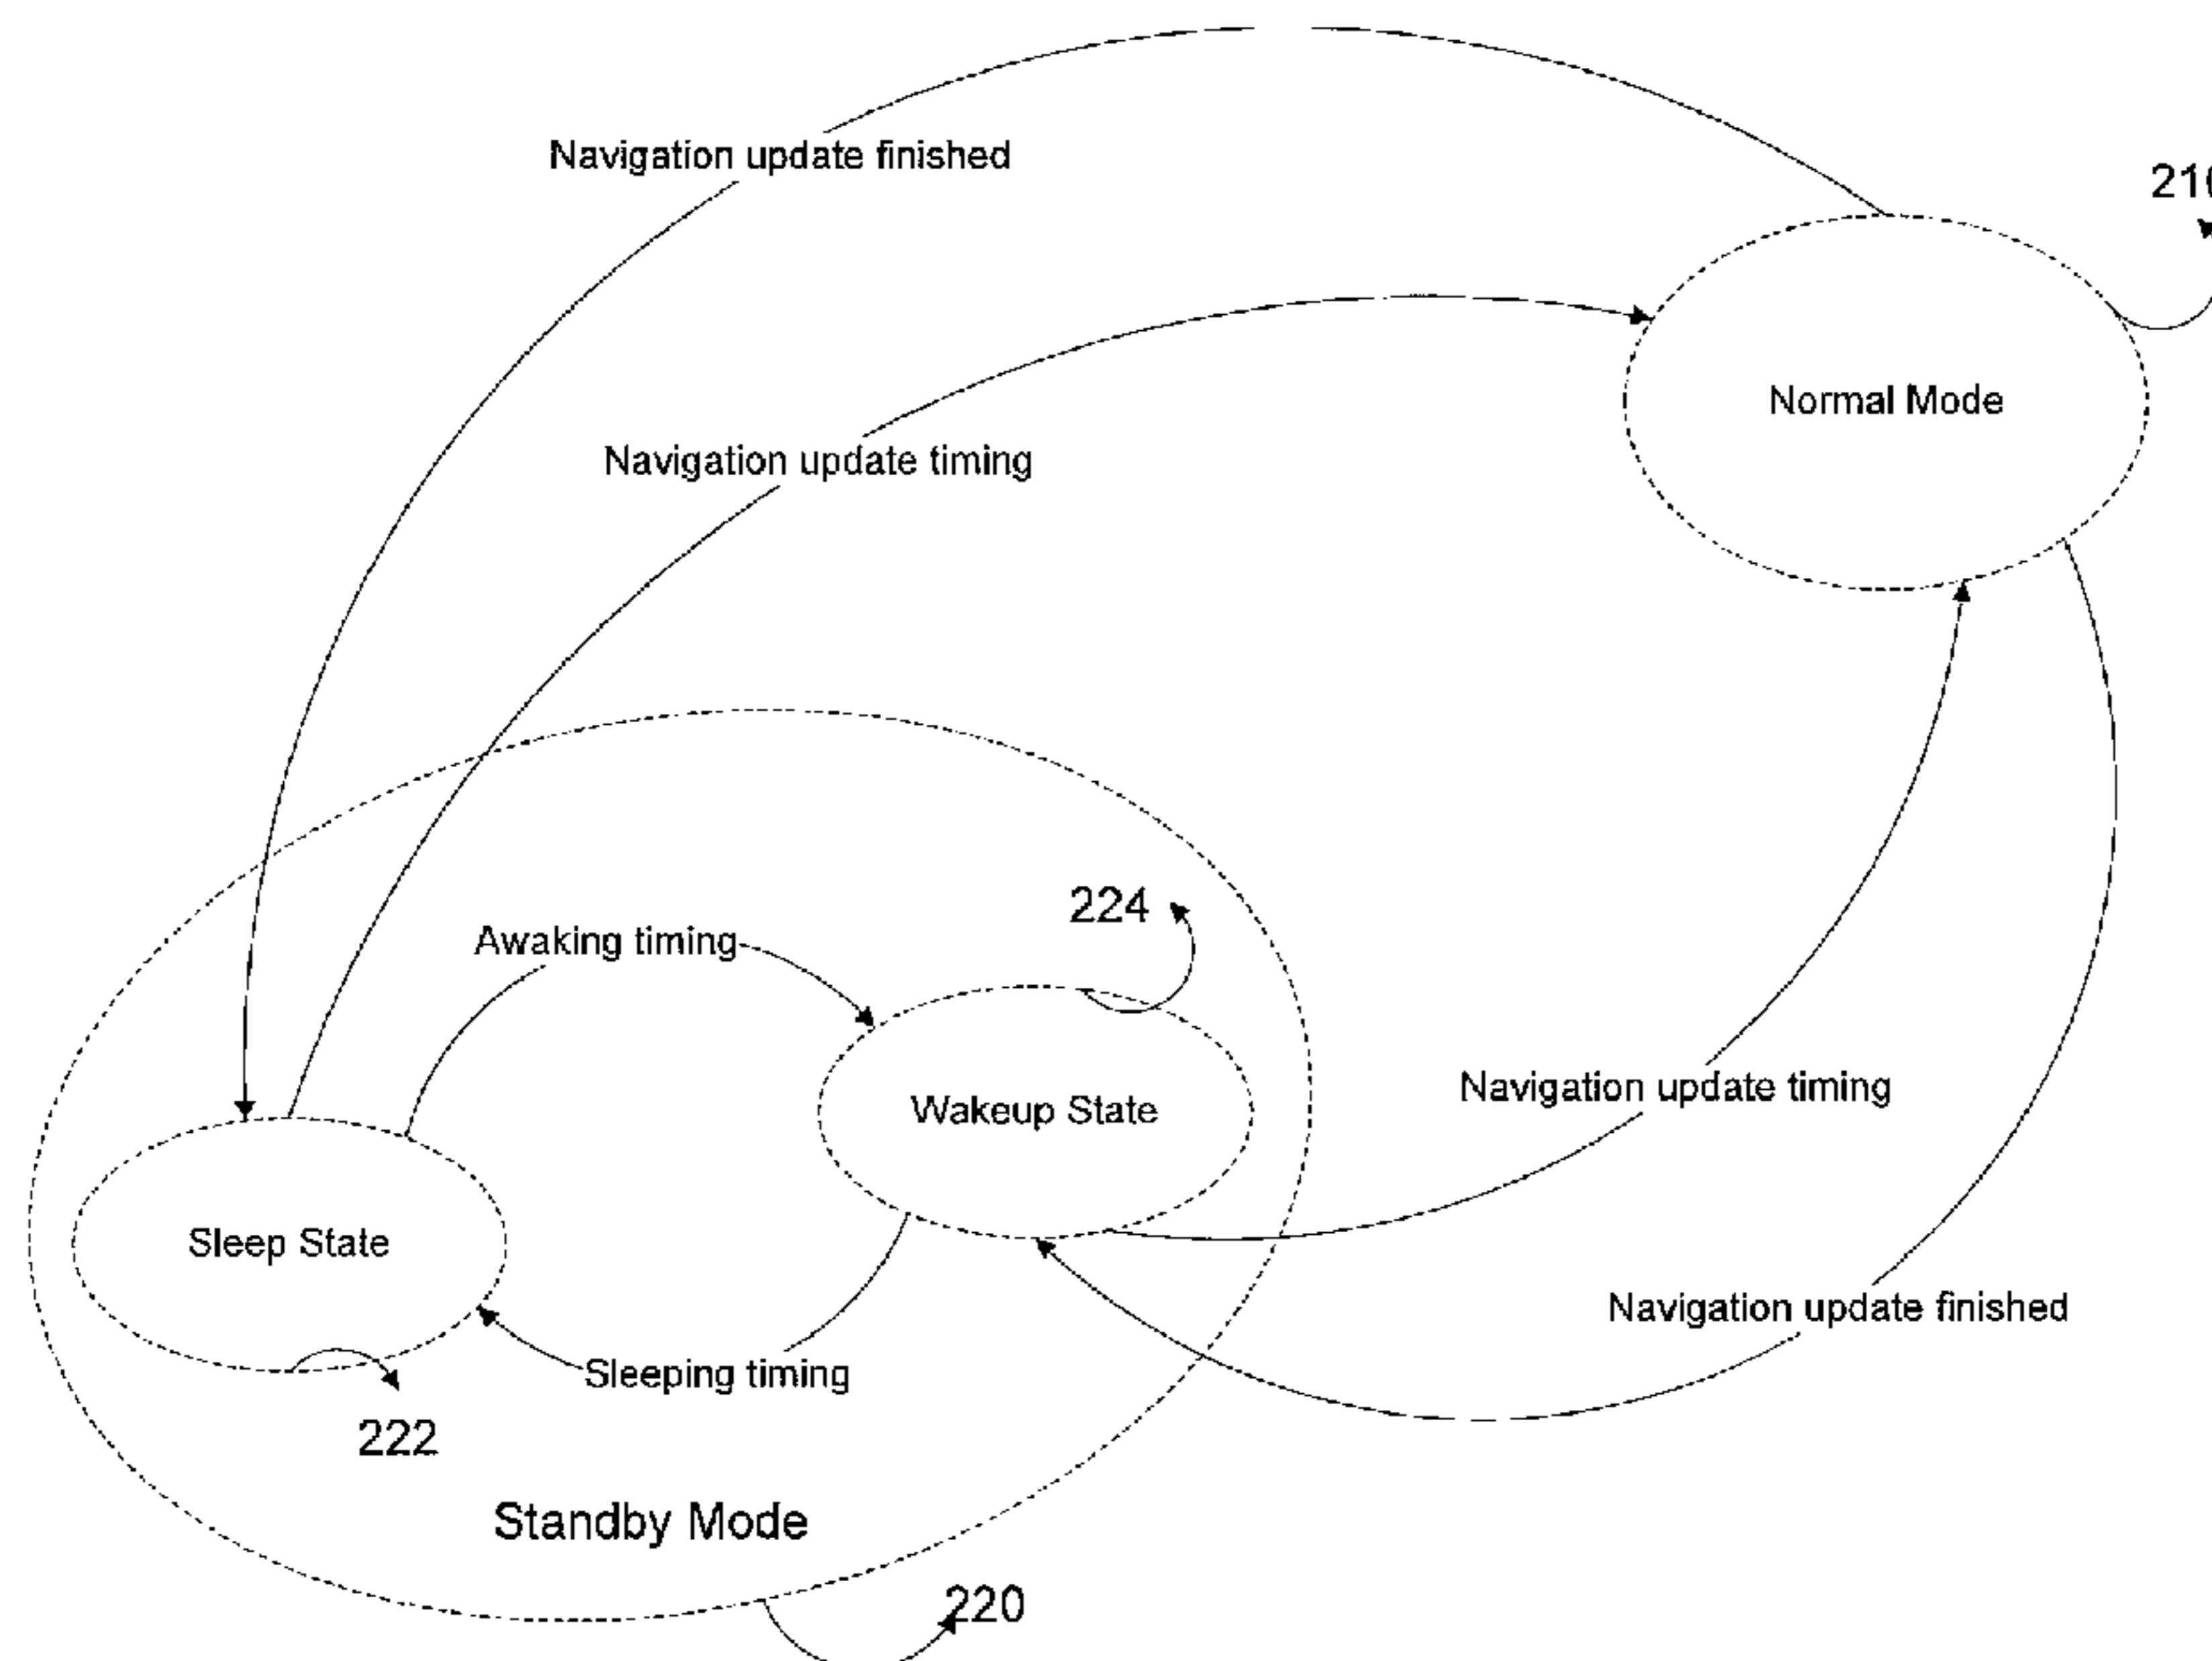 Navigation update finished
Normal Mode
Navigation update timing
224
Awaking timing
Wakeup State
Navigation update timing
Sleep State
Navigation update finished
Sleeping timing
222
Standby Mode
220